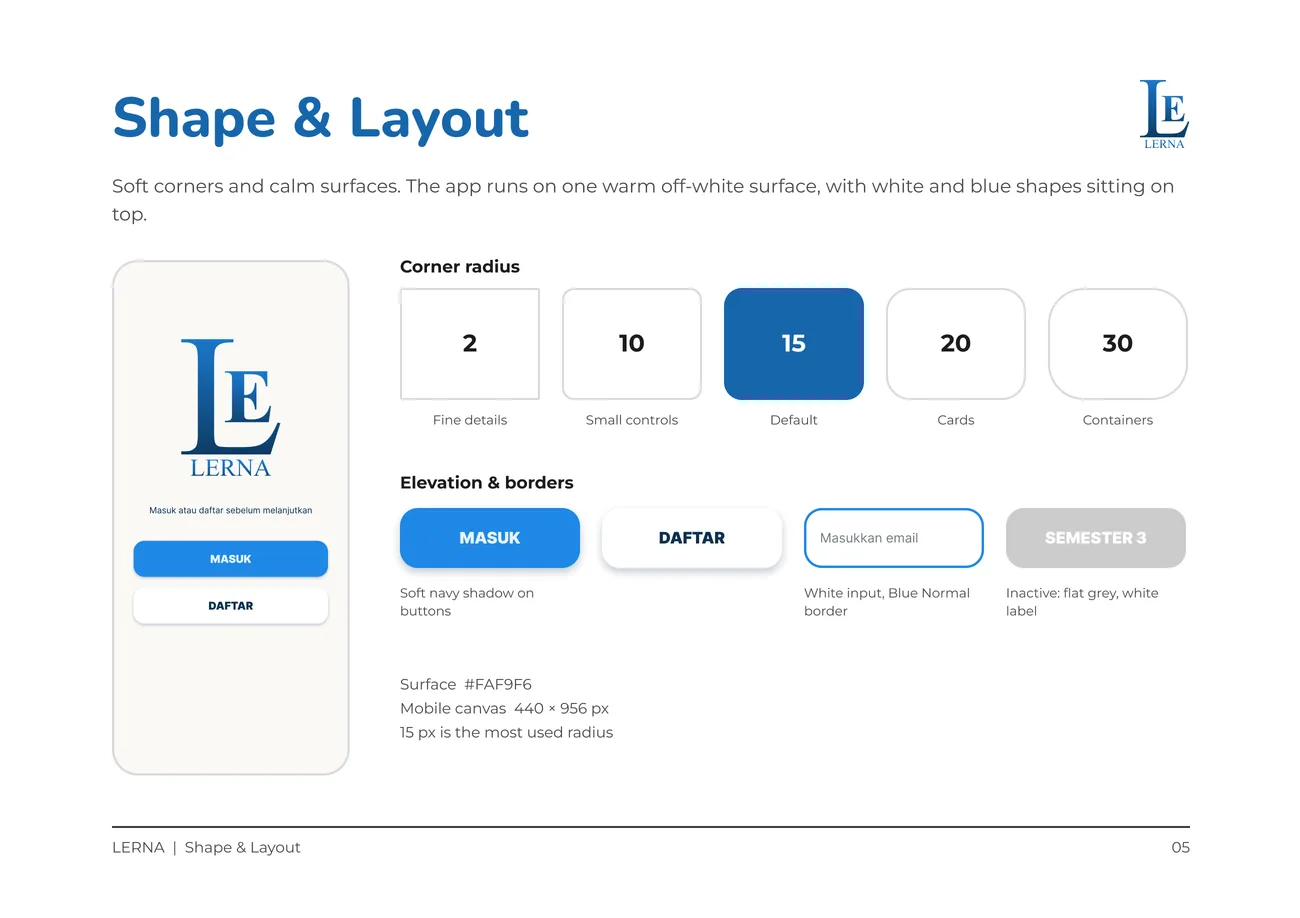 Shape & Layout
LE
LERNA
Soft corners and calm surfaces. The app runs on one warm off-white surface, with white and blue shapes sitting on
top.
LE
LERNA
Masuk atau daftar sebelum melanjutkan
MASUK
DAFTAR
Corner radius
2
10
15
20
30
Fine details
Small controls
Default
Cards
Containers
Elevation & borders
MASUK
DAFTAR
Masukkan email
SEMESTER 3
Soft navy shadow on
buttons
White input, Blue Normal
border
Inactive: flat grey, white
label
Surface #FAF9F6
Mobile canvas 440 × 956 px
15 px is the most used radius
LERNA | Shape & Layout
05